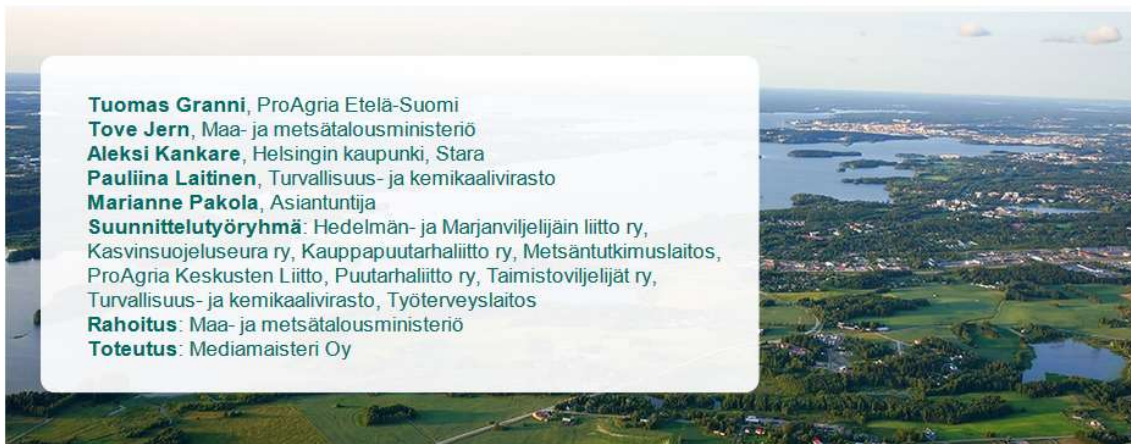 Tuomas Granni, ProAgria Etelä-Suomi
Tove Jern, Maa- ja metsätalousministeriö
Aleksi Kankare, Helsingin kaupunki, Stara
Pauliina Laitinen, Turvallisuus- ja kemikaalivirasto
Marianne Pakola, Asiantuntija
Suunnittelutyöryhmä: Hedelmän- ja Marjanviljelijäin liitto ry,
Kasvinsuojeluseura ry, Kauppapuutarhaliitto ry, Metsäntutkimuslaitos,
ProAgria Keskusten Liitto, Puutarhaliitto ry, Taimistoviljelijät ry,
Turvallisuus- ja kemikaalivirasto, Työterveyslaitos
Rahoitus: Maa- ja metsätalousministeriö
Toteutus: Mediamaisteri Oy